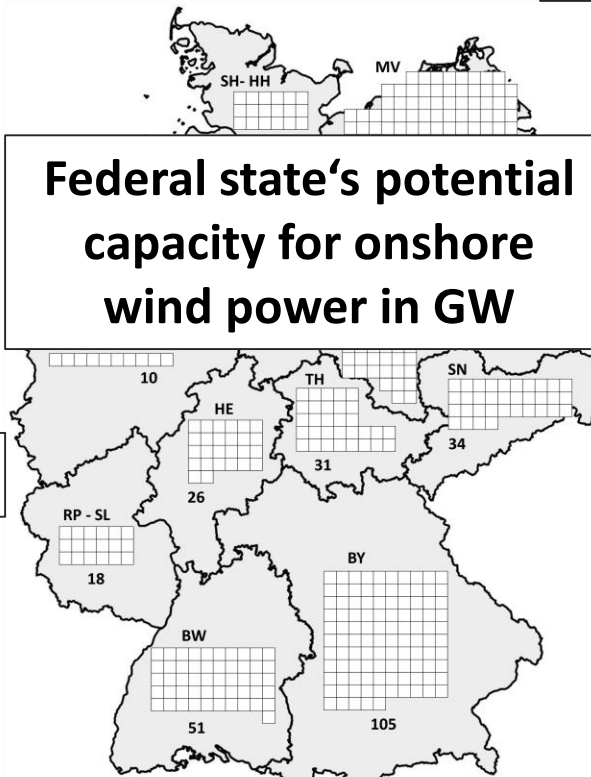 SH- HH
MV
Federal state‘s potential
capacity for onshore
wind power in GW
10
TH
SN
HE
34
31
26
RP - SL
18
BY
BW
51
105